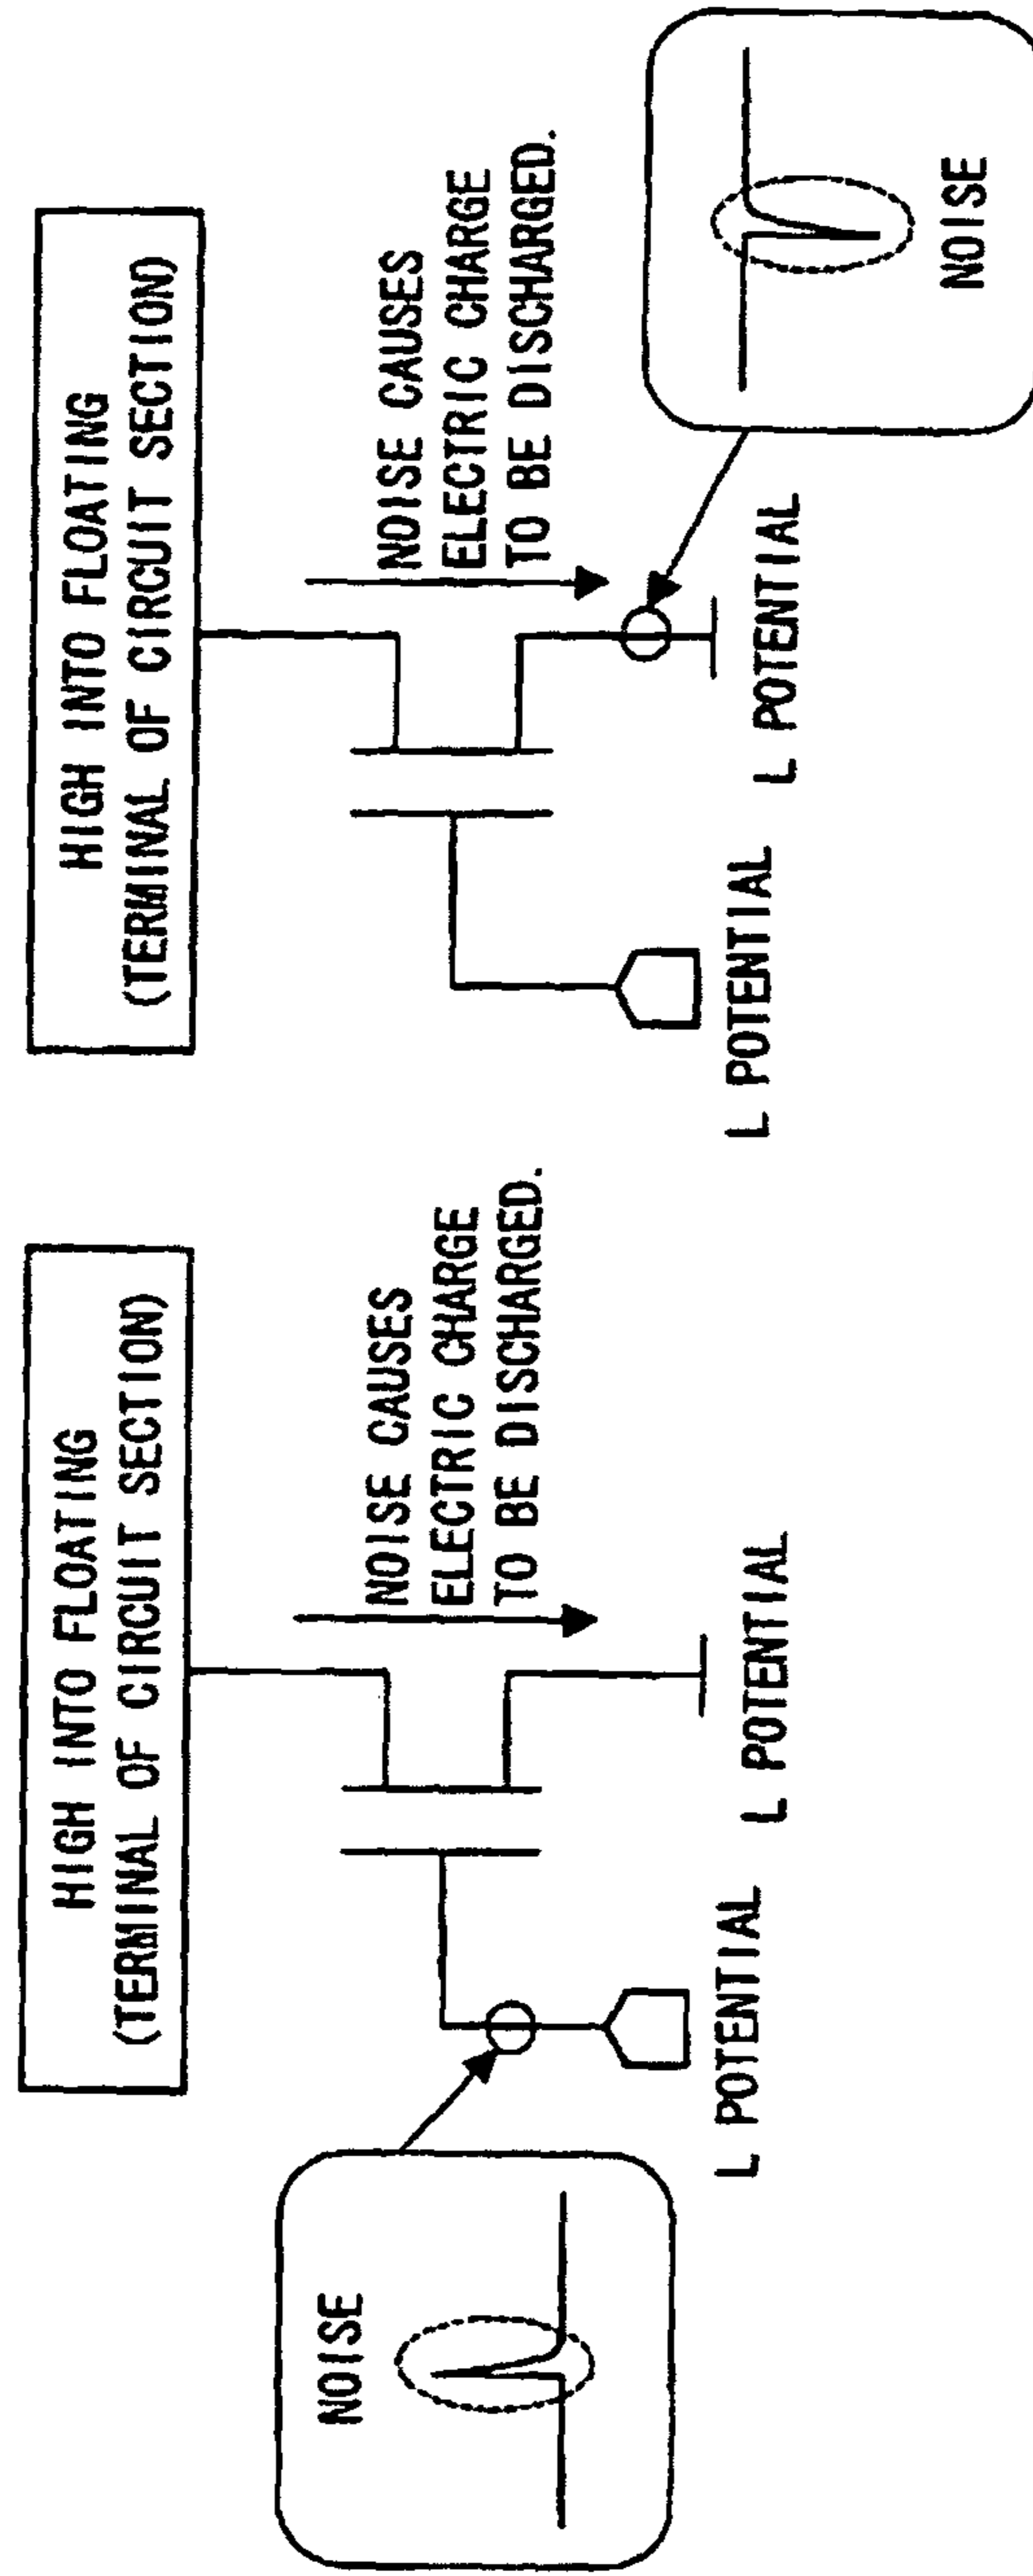 HIGH INTO FLOATING
(TERMINAL OF CIRCUIT SECTION)
NOISE CAUSES
ELECTRIC CHARGE
TO BE DISCHARGED.
NOISE
L POTENTIAL
L POTENTIAL
HIGH INTO FLOATING
(TERMINAL OF CIRCUIT SECTION)
NOISE CAUSES
ELECTRIC CHARGE
TO BE DISCHARGED.
L POTENTIAL
L POTENTIAL
NOISE